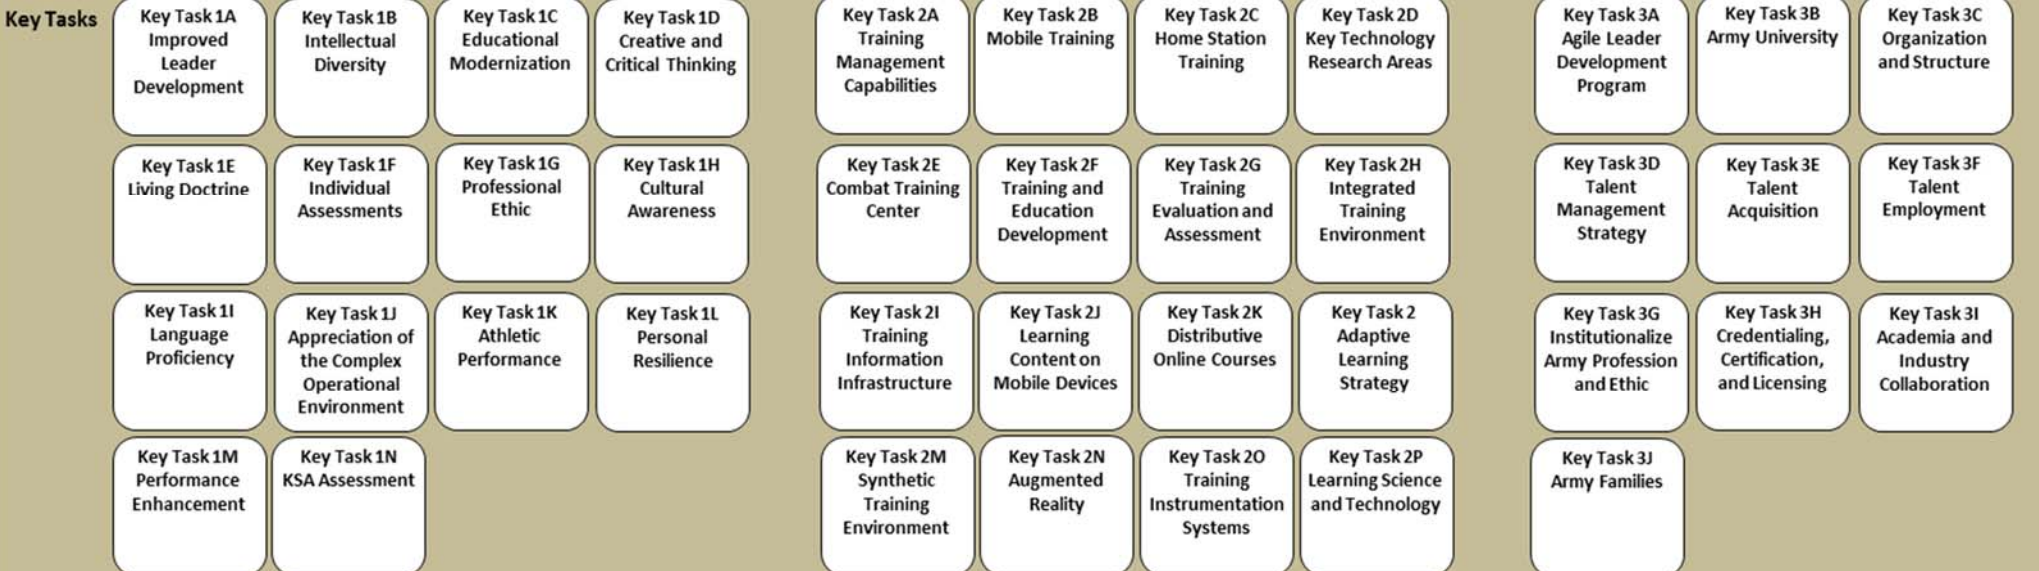 Key Tasks
Key Task 1A
Improved
Leader
Development
Key Task 1B
Intellectual
Diversity
Key Task 1C
Educational
Modernization
Key Task 1D
Creative and
Critical Thinking
Key Task 2A
Training
Management
Capabilities
Key Task 2B
Mobile Training
Key Task 2C
Home Station
Training
Key Task 2D
Key Technology
Research Areas
Key Task 3A
Agile Leader
Development
Program
Key Task 3B
Army University
Key Task 3C
Organization
and Structure
Key Task 1E
Living Doctrine
Key Task 1F
Individual
Assessments
Key Task 1G
Professional
Ethic
Key Task 1H
Cultural
Awareness
Key Task 2E
Combat Training
Center
Key Task 2F
Training and
Education
Development
Key Task 2G
Training
Evaluation and
Assessment
Key Task 2H
Integrated
Training
Environment
Key Task 3D
Talent
Management
Strategy
Key Task 3E
Talent
Acquisition
Key Task 3F
Talent
Employment
Key Task 1I
Language
Proficiency
Key Task 1J
Appreciation of
the Complex
Operational
Environment
Key Task 1K
Athletic
Performance
Key Task 1L
Personal
Resilience
Key Task 2I
Training
Information
Infrastructure
Key Task 2J
Learning
Content on
Mobile Devices
Key Task 2K
Distributive
Online Courses
Key Task 2
Adaptive
Learning
Strategy
Key Task 3G
Institutionalize
Army Profession
and Ethic
Key Task 3H
Credentialing,
Certification,
and Licensing
Key Task 3I
Academia and
Industry
Collaboration
Key Task 1M
Performance
Enhancement
Key Task 1N
KSA Assessment
Key Task 2M
Synthetic
Training
Environment
Key Task 2N
Augmented
Reality
Key Task 2O
Training
Instrumentation
Systems
Key Task 2P
Learning Science
and Technology
Key Task 3J
Army Families